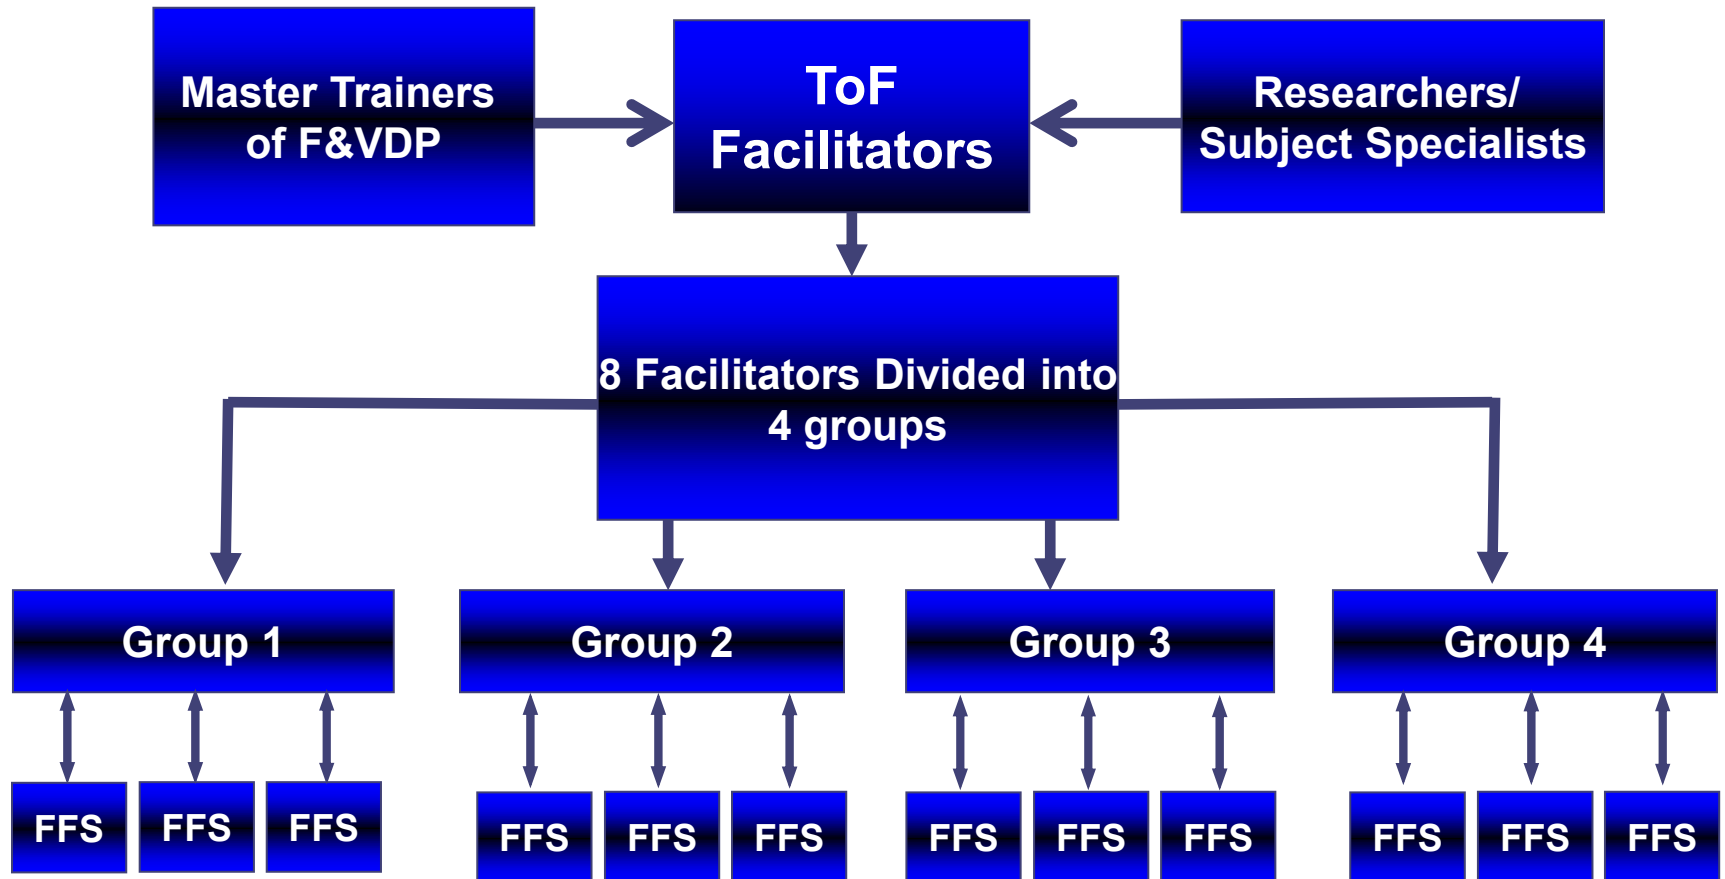 Master Trainers
of F&VDP
ToF
Facilitators
Researchers/
Subject Specialists
8 Facilitators Divided into
4 groups
Group 1
Group 2
Group 3
Group 4
FFS
FFS
FFS
FFS
FFS
FFS
FFS
FFS
FFS
FFS
FFS
FFS